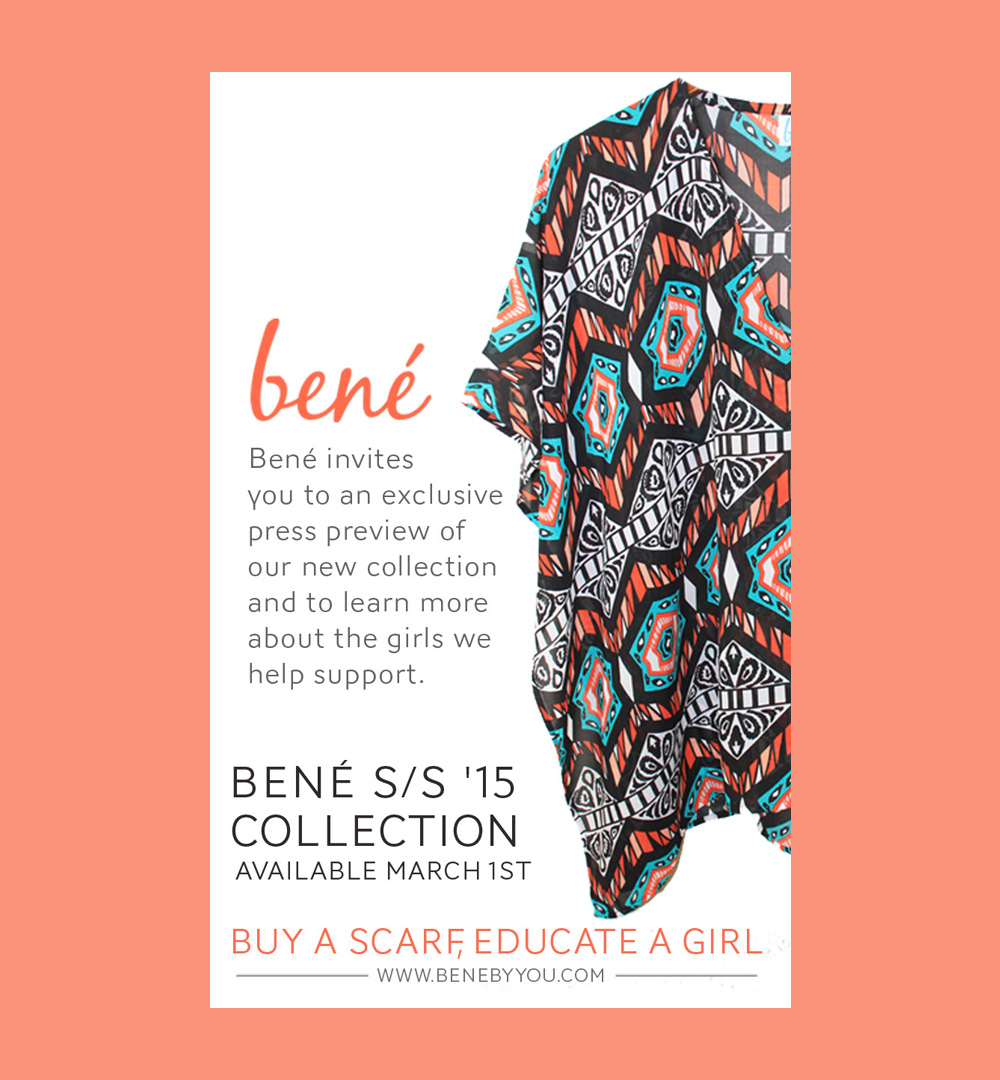 bené
Bené invites
you to an exclusive
press preview of
our new collection
and to learn more
about the girls we
help support.
BENÉ S/S '15
COLLECTION
AVAILABLE MARCH 1ST
BUY A SCARF, EDUCATE A GIRL
WWW.BENEBYYOU.COM